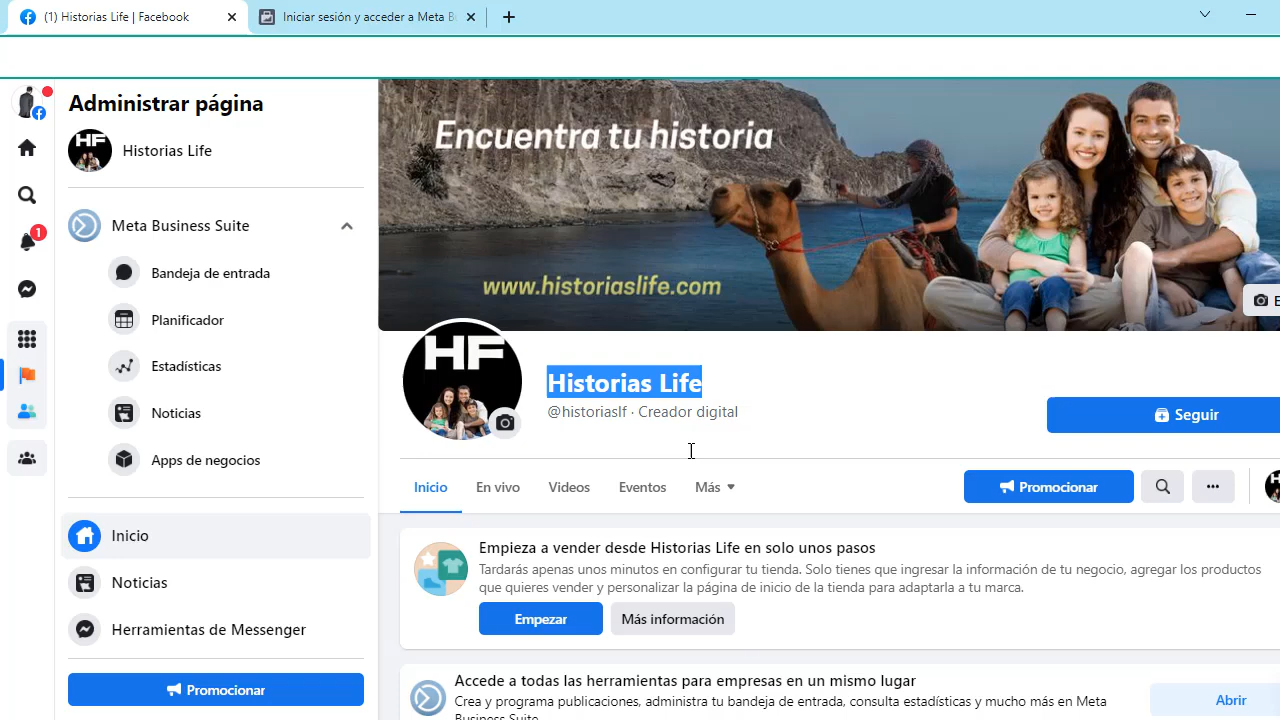 (1) Historias Life | Facebook
Iniciar sesión y acceder a Meta B
Administrar página
HF
Historias Life
Meta Business Suite
Bandeja de entrada
1
Planificador
Estadísticas
Noticias
Apps de negocios
Inicio
Noticias
Herramientas de Messenger
Promocionar
Encuentra tu historia
www.historiaslife.com
E
HF
Historias Life
@historiaslf · Creador digital
Seguir
Inicio
En vivo
Videos
Eventos
Más
Promocionar
Empieza a vender desde Historias Life en solo unos pasos
Tardarás apenas unos minutos en configurar tu tienda. Solo tienes que ingresar la información de tu negocio, agregar los productos
que quieres vender y personalizar la página de inicio de la tienda para adaptarla a tu marca.
Empezar
Más información
Accede a todas las herramientas para empresas en un mismo lugar
Crea y programa publicaciones, administra tu bandeja de entrada, consulta estadísticas y mucho más en Meta
Business Suite.
Abrir